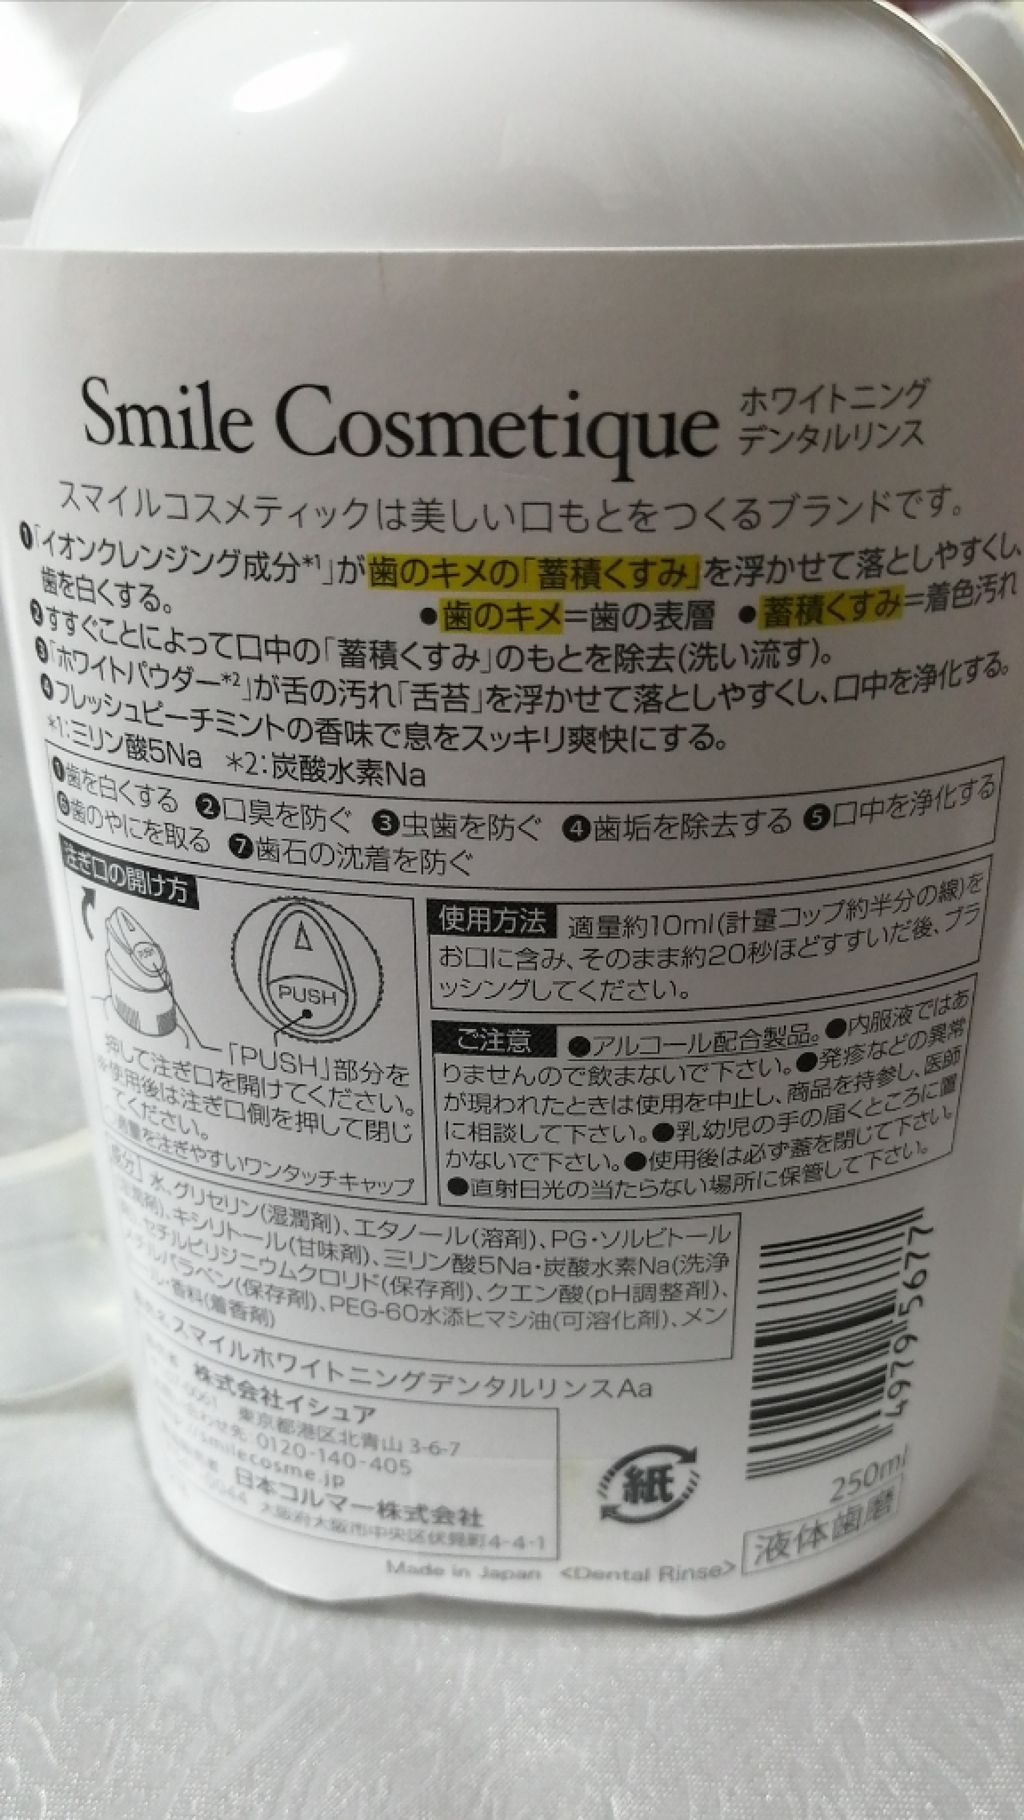 Smile Cosmetique ホワイトニング
デンタルリンス
スマイルコスメティックは美しい口もとをつくるブランドです。
❶「イオンクレンジング成分*1」が歯のキメの「蓄積くすみ」を浮かせて落としやすくし、
歯を白くする。 ●歯のキメ=歯の表層 ●蓄積くすみ=着色汚れ
❷すすぐことによって口中の「蓄積くすみ」のもとを除去(洗い流す)。
❸「ホワイトパウダー*2」が舌の汚れ「舌苔」を浮かせて落としやすくし、口中を浄化する。
❹フレッシュピーチミントの香味で息をスッキリ爽快にする。
*1:ミリン酸5Na *2:炭酸水素Na
❶歯を白くする ❷口臭を防ぐ ❸虫歯を防ぐ ❹歯垢を除去する ❺口中を浄化する
❻歯のやにを取る ❼歯石の沈着を防ぐ
注ぎ口の開け方
PUSH
PUSH
「PUSH」部分を
押して注ぎ口を開けてください。
※使用後は注ぎ口側を押して閉じ
てください。
適量を注ぎやすいワンタッチキャップ
使用方法 適量約10ml(計量コップ約半分の線)を
お口に含み、そのまま約20秒ほどすすいだ後、ブラ
ッシングしてください。
ご注意 ●アルコール配合製品。●内服液ではあ
りませんので飲まないで下さい。●発疹などの異常
が現われたときは使用を中止し、商品を持参し、医師
に相談して下さい。●乳幼児の手の届くところに置
かないで下さい。●使用後は必ず蓋を閉じて下さい。
●直射日光の当たらない場所に保管して下さい。
水、グリセリン(湿潤剤)、エタノール(溶剤)、PG・ソルビトール
キシリトール(甘味剤)、ミリン酸5Na・炭酸水素Na(洗浄
セチルピリジニウムクロリド(保存剤)、クエン酸(pH調整剤)、
メチルパラベン(保存剤)、PEG-60水添ヒマシ油(可溶化剤)、メン
ール・香料(着香剤)
スマイルホワイトニングデンタルリンスAa
株式会社イシュア
0061 東京都港区北青山3-6-7
合わせ先 0120-140-405
smilecosme.jp
日本コルマー株式会社
0044 大阪府大阪市中央区伏見町4-4-1
紙
250ml
液体歯磨
Made in Japan <Dental Rinse>